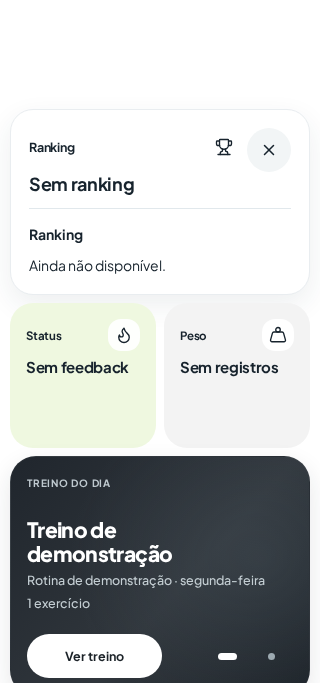 Ranking
Sem ranking
Ranking
Ainda não disponível.
Status
Sem feedback
Peso
Sem registros
TREINO DO DIA
Treino de
demonstração
Rotina de demonstração · segunda-feira
1 exercício
Ver treino